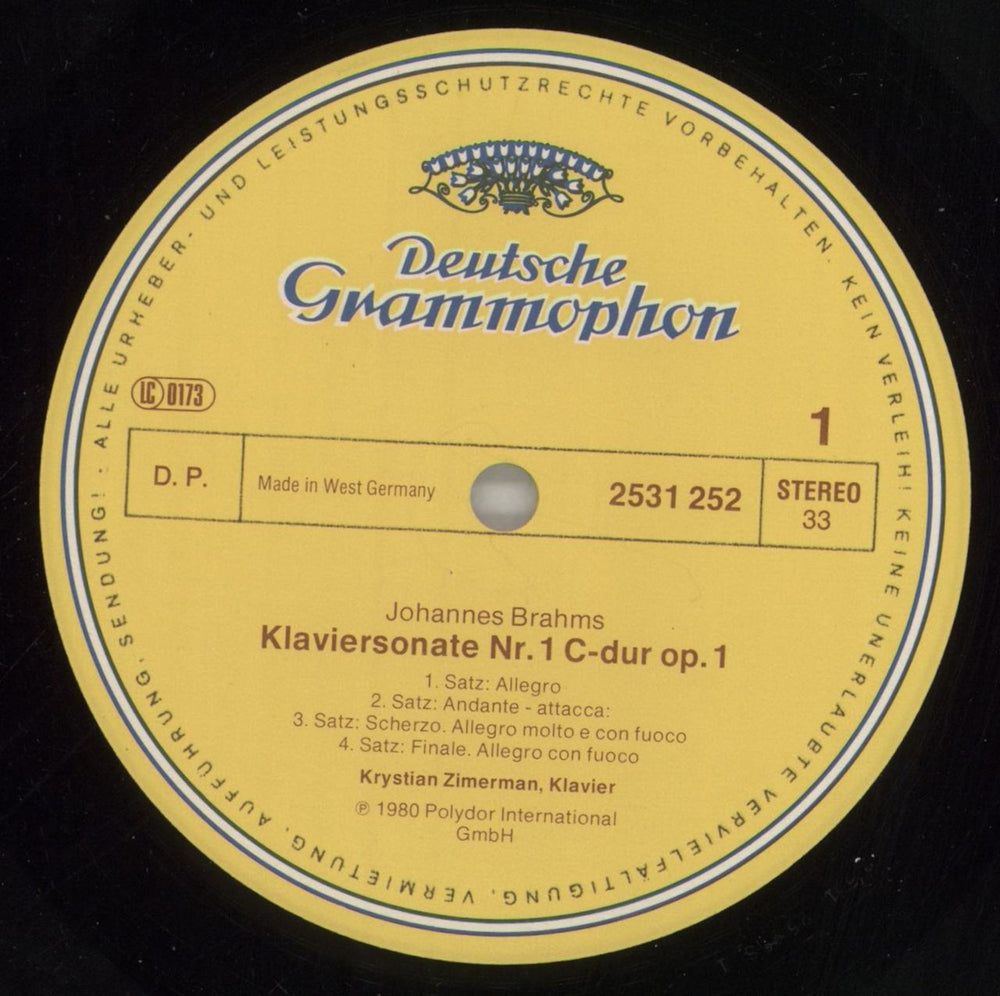 ALLE URHEBER- UND LEISTUNGSSCHUTZRECHTE VORBEHALTEN. KEIN VERLEIH! KEINE UNERLAUBTE VERVIELFÄLTIGUNG, VERMIETUNG, AUFFÜHRUNG, SENDUNG! ·
Deutsche
Grammophon
LC 0173
1
D. P.
Made in West Germany
2531 252
STEREO
33
Johannes Brahms
Klaviersonate Nr. 1 C-dur op. 1
1. Satz: Allegro
2. Satz: Andante - attacca:
3. Satz: Scherzo. Allegro molto e con fuoco
4. Satz: Finale. Allegro con fuoco
Krystian Zimerman, Klavier
℗ 1980 Polydor International
GmbH